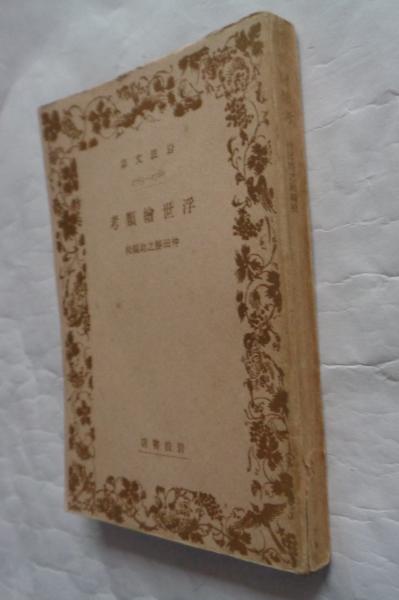 岩波文庫
浮世繪類考
仲田勝之助編校
岩波書店